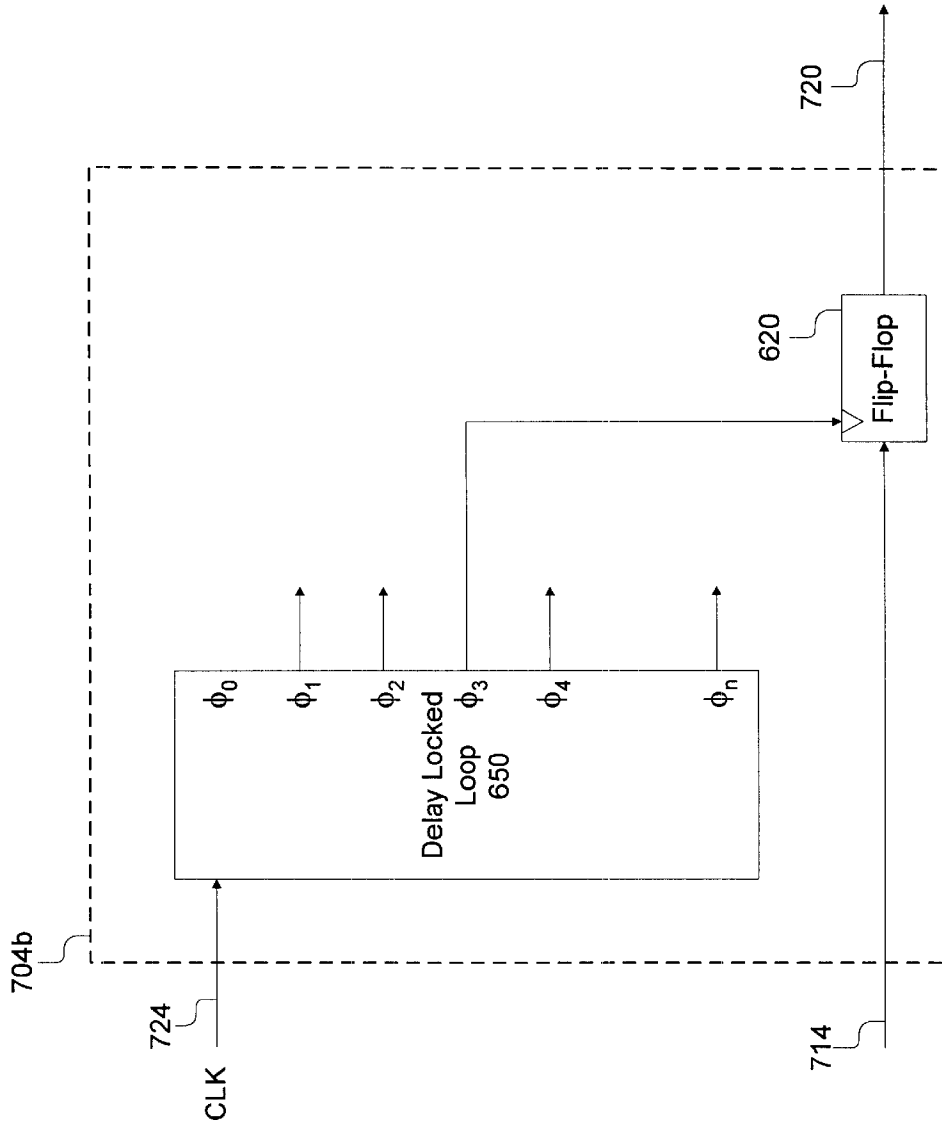 704b
CLK
724
Delay Locked
Loop
650
ϕ0
ϕ1
ϕ2
ϕ3
ϕ4
ϕn
714
620
Flip-Flop
720